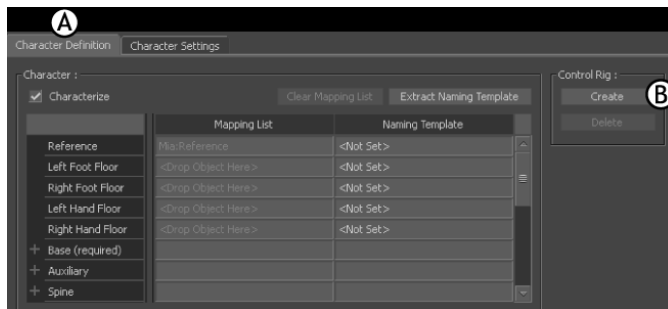 A
Character Definition Character Settings
Character : Control Rig :
Characterize Clear Mapping List Extract Naming Template Create B
Mapping List Naming Template Delete
Reference Mia:Reference <Not Set>
Left Foot Floor <Drop Object Here> <Not Set>
Right Foot Floor <Drop Object Here> <Not Set>
Left Hand Floor <Drop Object Here> <Not Set>
Right Hand Floor <Drop Object Here> <Not Set>
+ Base (required)
+ Auxiliary
+ Spine